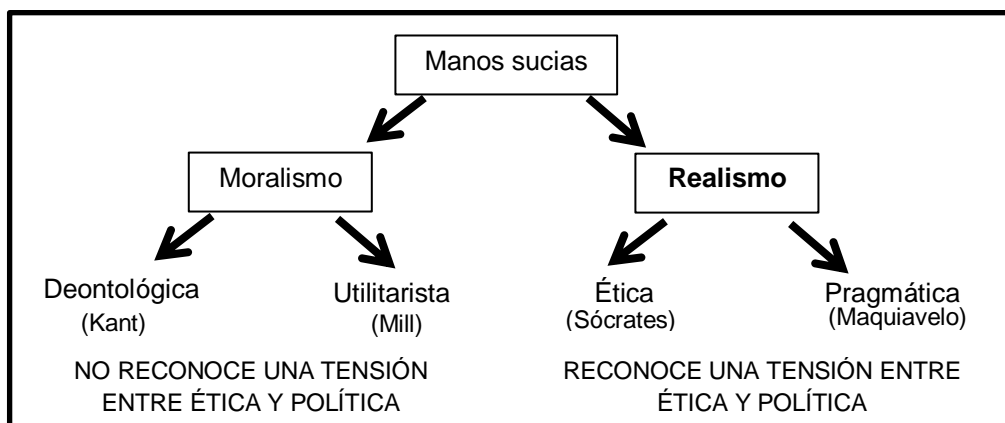 Manos sucias
Moralismo
Realismo
Deontológica
(Kant)
Utilitarista
(Mill)
Ética
(Sócrates)
Pragmática
(Maquiavelo)
NO RECONOCE UNA TENSIÓN
ENTRE ÉTICA Y POLÍTICA
RECONOCE UNA TENSIÓN ENTRE
ÉTICA Y POLÍTICA